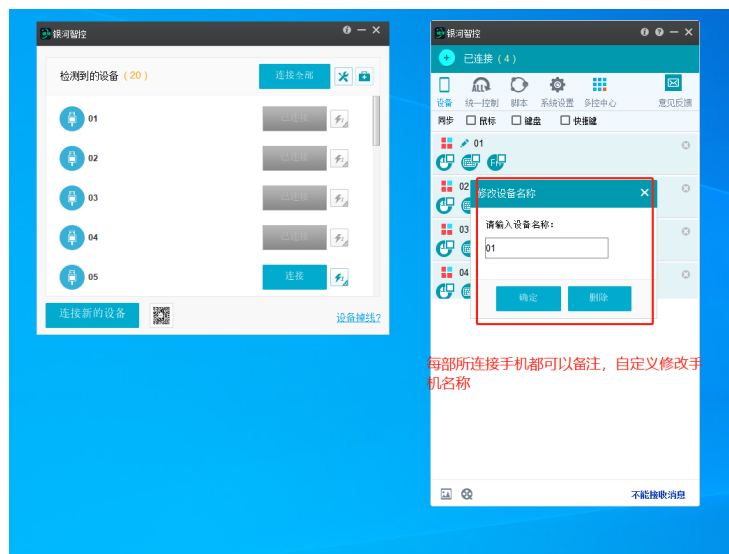 银河智控
检测到的设备（20）
连接全部
01
已连接
02
已连接
03
已连接
04
已连接
05
连接
连接新的设备
设备掉线?
银河智控
已连接（4）
设备 统一控制 脚本 系统设置 多控中心 意见反馈
同步 鼠标 键盘 快捷键
01
02
03
04
修改设备名称
请输入设备名称：
01
确定 删除
每部所连接手机都可以备注，自定义修改手
机名称
不能接收消息